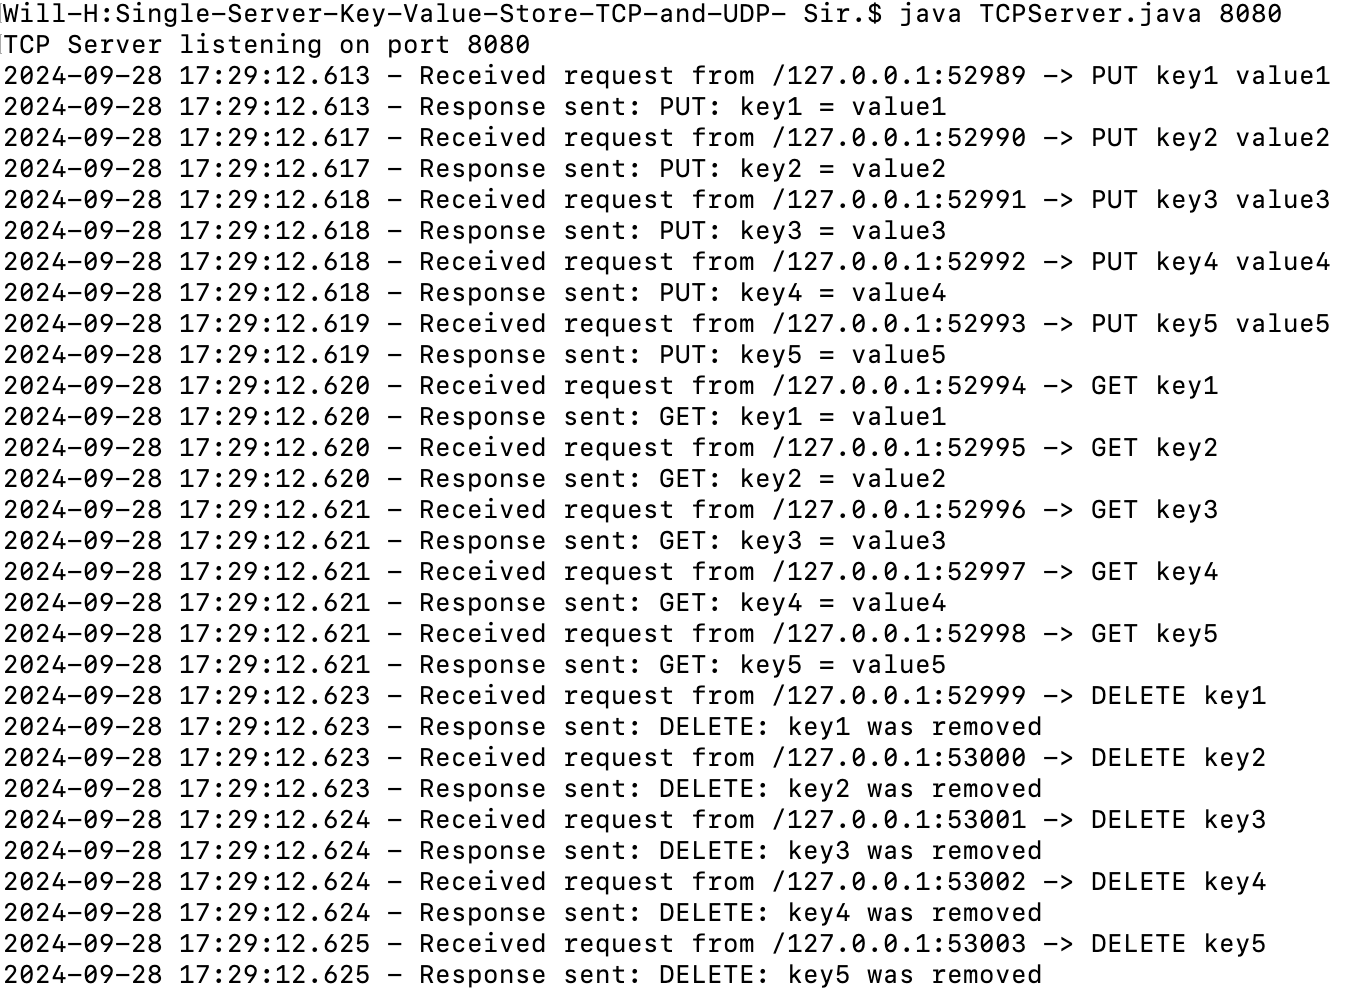 Will-H:Single-Server-Key-Value-Store-TCP-and-UDP- Sir.$ java TCPServer.java 8080
TCP Server listening on port 8080
2024-09-28 17:29:12.613 - Received request from /127.0.0.1:52989 -> PUT key1 value1
2024-09-28 17:29:12.613 - Response sent: PUT: key1 = value1
2024-09-28 17:29:12.617 - Received request from /127.0.0.1:52990 -> PUT key2 value2
2024-09-28 17:29:12.617 - Response sent: PUT: key2 = value2
2024-09-28 17:29:12.618 - Received request from /127.0.0.1:52991 -> PUT key3 value3
2024-09-28 17:29:12.618 - Response sent: PUT: key3 = value3
2024-09-28 17:29:12.618 - Received request from /127.0.0.1:52992 -> PUT key4 value4
2024-09-28 17:29:12.618 - Response sent: PUT: key4 = value4
2024-09-28 17:29:12.619 - Received request from /127.0.0.1:52993 -> PUT key5 value5
2024-09-28 17:29:12.619 - Response sent: PUT: key5 = value5
2024-09-28 17:29:12.620 - Received request from /127.0.0.1:52994 -> GET key1
2024-09-28 17:29:12.620 - Response sent: GET: key1 = value1
2024-09-28 17:29:12.620 - Received request from /127.0.0.1:52995 -> GET key2
2024-09-28 17:29:12.620 - Response sent: GET: key2 = value2
2024-09-28 17:29:12.621 - Received request from /127.0.0.1:52996 -> GET key3
2024-09-28 17:29:12.621 - Response sent: GET: key3 = value3
2024-09-28 17:29:12.621 - Received request from /127.0.0.1:52997 -> GET key4
2024-09-28 17:29:12.621 - Response sent: GET: key4 = value4
2024-09-28 17:29:12.621 - Received request from /127.0.0.1:52998 -> GET key5
2024-09-28 17:29:12.621 - Response sent: GET: key5 = value5
2024-09-28 17:29:12.623 - Received request from /127.0.0.1:52999 -> DELETE key1
2024-09-28 17:29:12.623 - Response sent: DELETE: key1 was removed
2024-09-28 17:29:12.623 - Received request from /127.0.0.1:53000 -> DELETE key2
2024-09-28 17:29:12.623 - Response sent: DELETE: key2 was removed
2024-09-28 17:29:12.624 - Received request from /127.0.0.1:53001 -> DELETE key3
2024-09-28 17:29:12.624 - Response sent: DELETE: key3 was removed
2024-09-28 17:29:12.624 - Received request from /127.0.0.1:53002 -> DELETE key4
2024-09-28 17:29:12.624 - Response sent: DELETE: key4 was removed
2024-09-28 17:29:12.625 - Received request from /127.0.0.1:53003 -> DELETE key5
2024-09-28 17:29:12.625 - Response sent: DELETE: key5 was removed